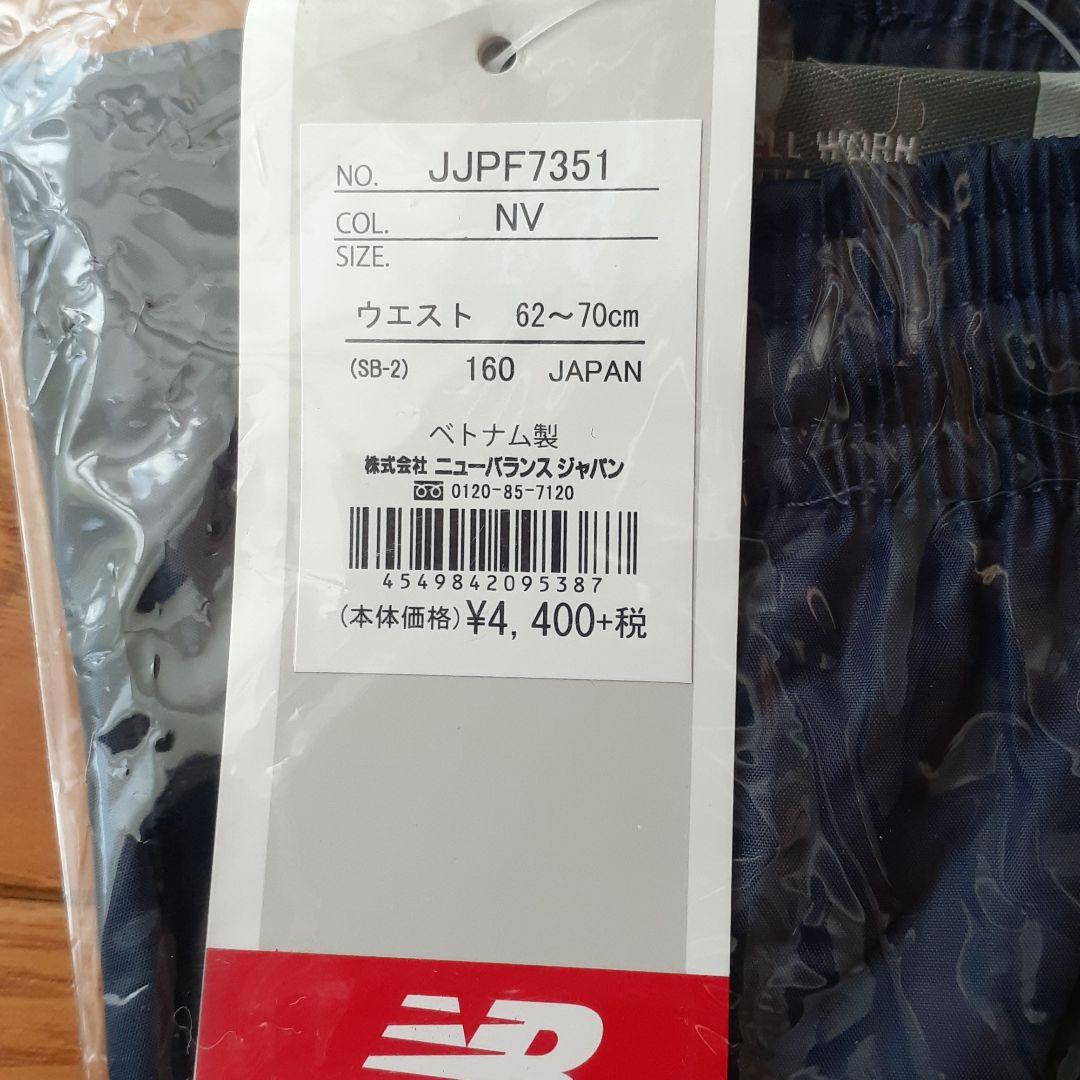 NO. JJPF7351
COL. NV
SIZE.
ウエスト 62〜70cm
(SB-2) 160 JAPAN
ベトナム製
株式会社 ニューバランス ジャパン
0120-85-7120
4549842095387
(本体価格)¥4,400+税
WORN